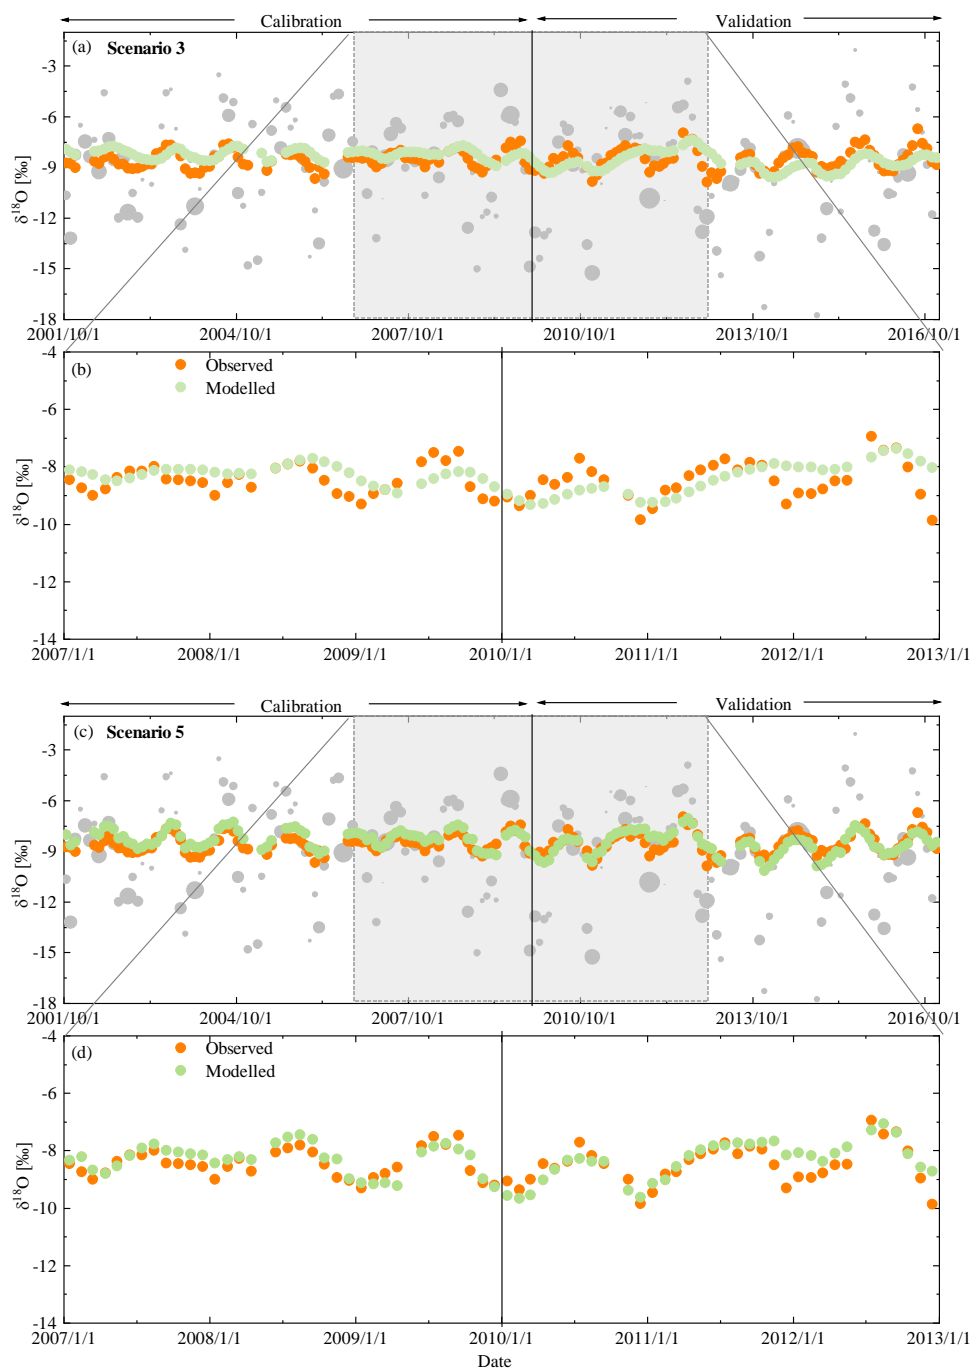 Calibration Validation
(a) Scenario 3
-3
-6
-9
-12
-15
-18
δ¹⁸O [‰]
2001/10/1 2004/10/1 2007/10/1 2010/10/1 2013/10/1 2016/10/1
(b)
Observed
Modelled
-4
-6
-8
-10
-12
-14
δ¹⁸O [‰]
2007/1/1 2008/1/1 2009/1/1 2010/1/1 2011/1/1 2012/1/1 2013/1/1
Calibration Validation
(c) Scenario 5
-3
-6
-9
-12
-15
-18
δ¹⁸O [‰]
2001/10/1 2004/10/1 2007/10/1 2010/10/1 2013/10/1 2016/10/1
(d)
Observed
Modelled
-4
-6
-8
-10
-12
-14
δ¹⁸O [‰]
2007/1/1 2008/1/1 2009/1/1 2010/1/1 2011/1/1 2012/1/1 2013/1/1
Date